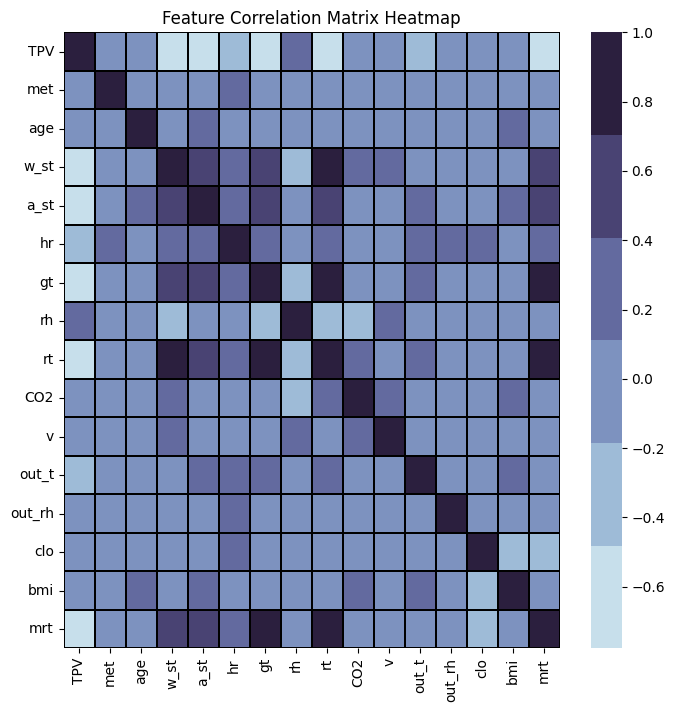 Feature Correlation Matrix Heatmap
TPV
met
age
w_st
a_st
hr
gt
rh
rt
CO2
v
out_t
out_rh
clo
bmi
mrt
TPV
met
age
w_st
a_st
hr
gt
rh
rt
CO2
v
out_t
out_rh
clo
bmi
mrt
1.0
0.8
0.6
0.4
0.2
0.0
−0.2
−0.4
−0.6